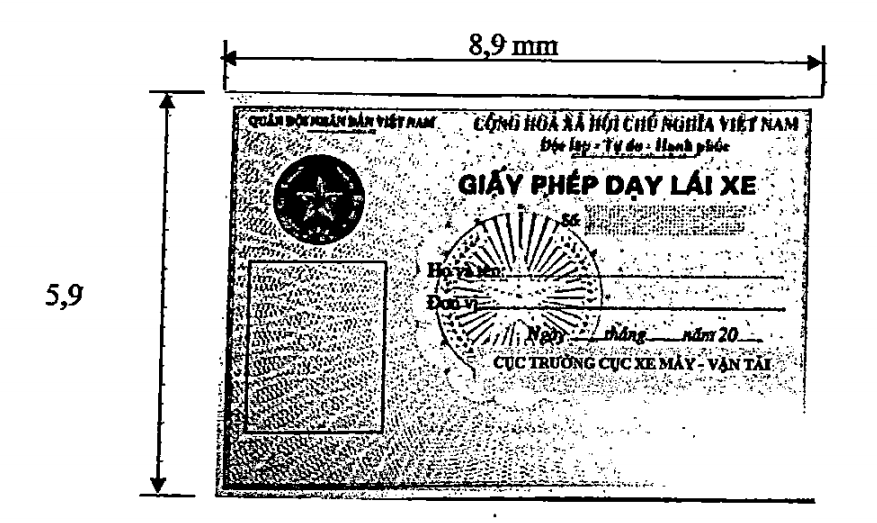 8,9 mm
5,9
QUÂN ĐỘI NHÂN DÂN VIỆT NAM
CỘNG HOÀ XÃ HỘI CHỦ NGHĨA VIỆT NAM
Độc lập - Tự do - Hạnh phúc
GIẤY PHÉP DẠY LÁI XE
Số:
Họ và tên:
Đơn vị
Ngày tháng năm 20
CỤC TRƯỞNG CỤC XE MÁY - VẬN TẢI